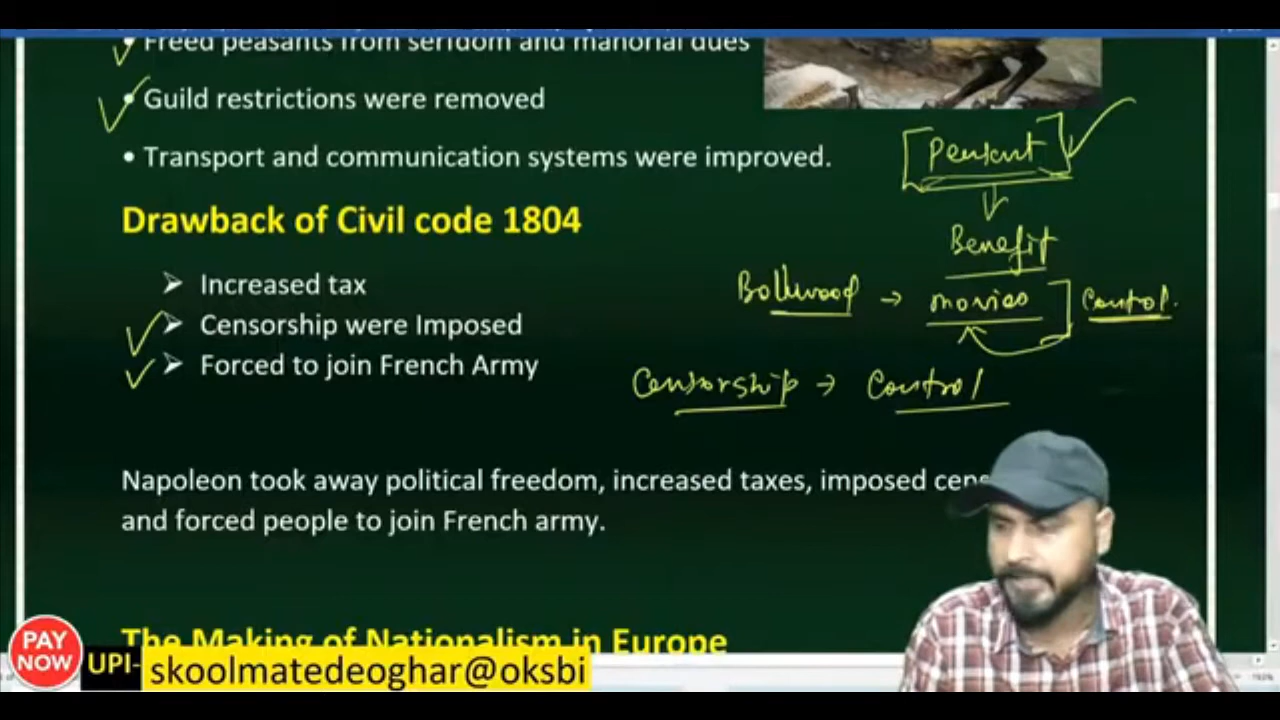 Freed peasants from serfdom and manorial dues
• Guild restrictions were removed
• Transport and communication systems were improved.
Peasant
Benefit
Drawback of Civil code 1804
➤ Increased tax
➤ Censorship were Imposed
➤ Forced to join French Army
Bollywood → movies control.
Censorship → Control
Napoleon took away political freedom, increased taxes, imposed
and forced people to join French army.
The Making of Nationalism in Europe
PAY
NOW
UPI-
skoolmatedeoghar@oksbi